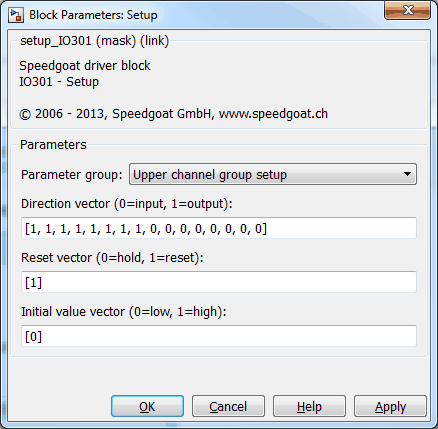 Block Parameters: Setup
setup_IO301 (mask) (link)
Speedgoat driver block
IO301 - Setup
© 2006 - 2013, Speedgoat GmbH, www.speedgoat.ch
Parameters
Parameter group: Upper channel group setup
Direction vector (0=input, 1=output):
[1, 1, 1, 1, 1, 1, 1, 1, 0, 0, 0, 0, 0, 0, 0, 0]
Reset vector (0=hold, 1=reset):
[1]
Initial value vector (0=low, 1=high):
[0]
OK Cancel Help Apply